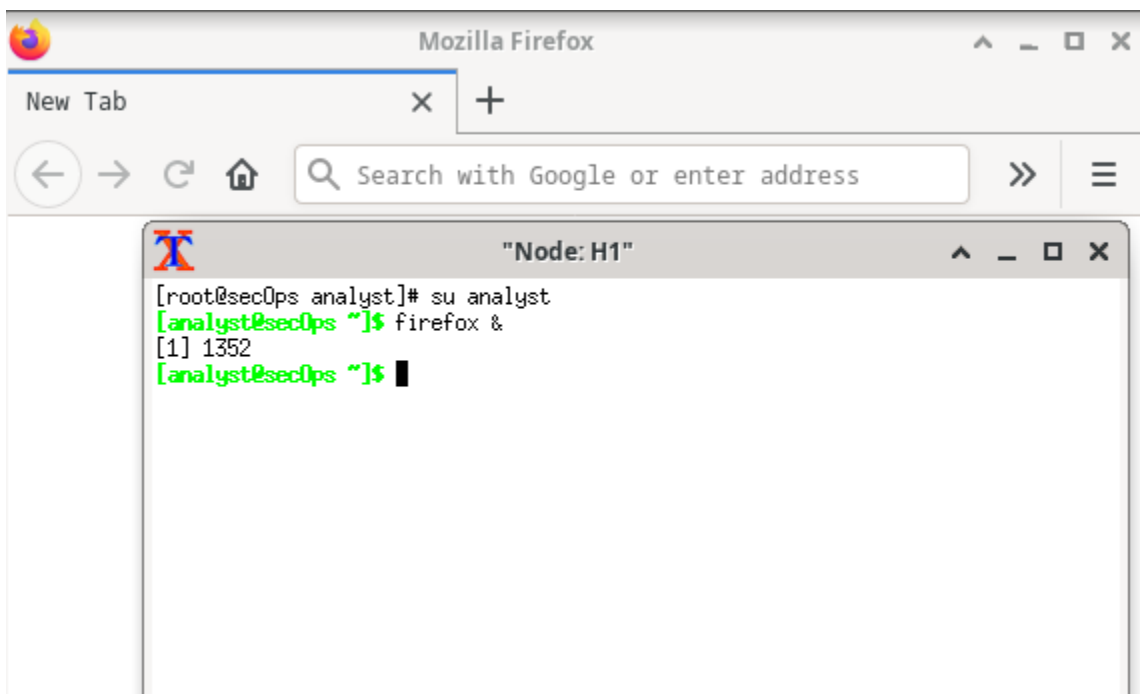 Mozilla Firefox
New Tab
Search with Google or enter address
"Node: H1"
[root@secOps analyst]# su analyst
[analyst@secOps ~]$ firefox &
[1] 1352
[analyst@secOps ~]$